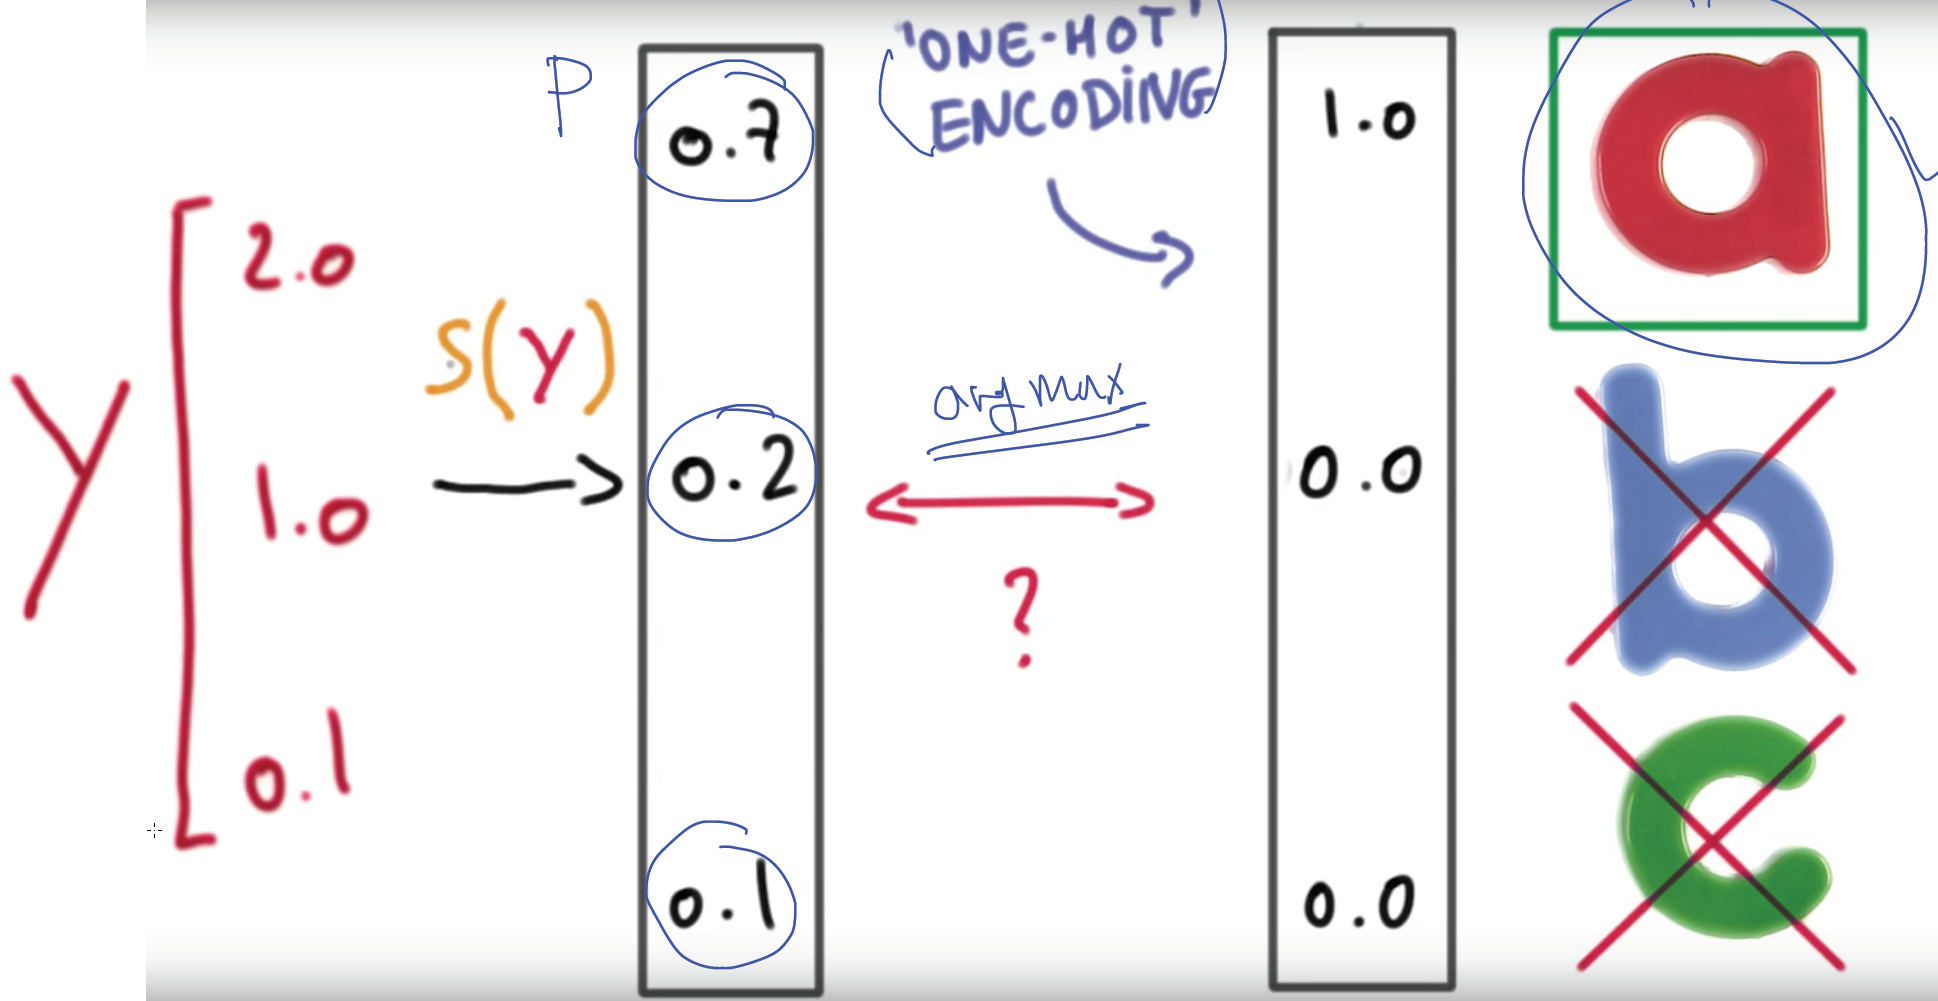 'ONE-HOT'
ENCODING
P
0.7
1.0
a
2.0
S(Y)
Y
arg max
1.0
0.2
0.0
b
?
0.1
0.1
0.0
c